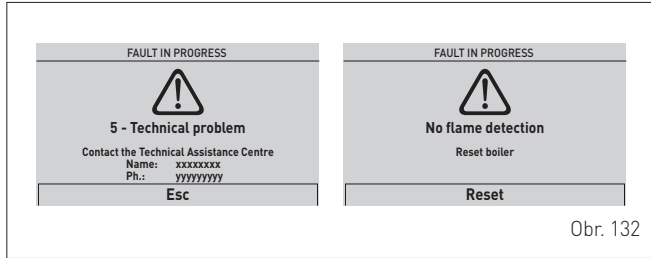 FAULT IN PROGRESS
5 - Technical problem
Contact the Technical Assistance Centre
Name: xxxxxxxx
Ph.: yyyyyyyyy
Esc
FAULT IN PROGRESS
No flame detection
Reset boiler
Reset
Obr. 132